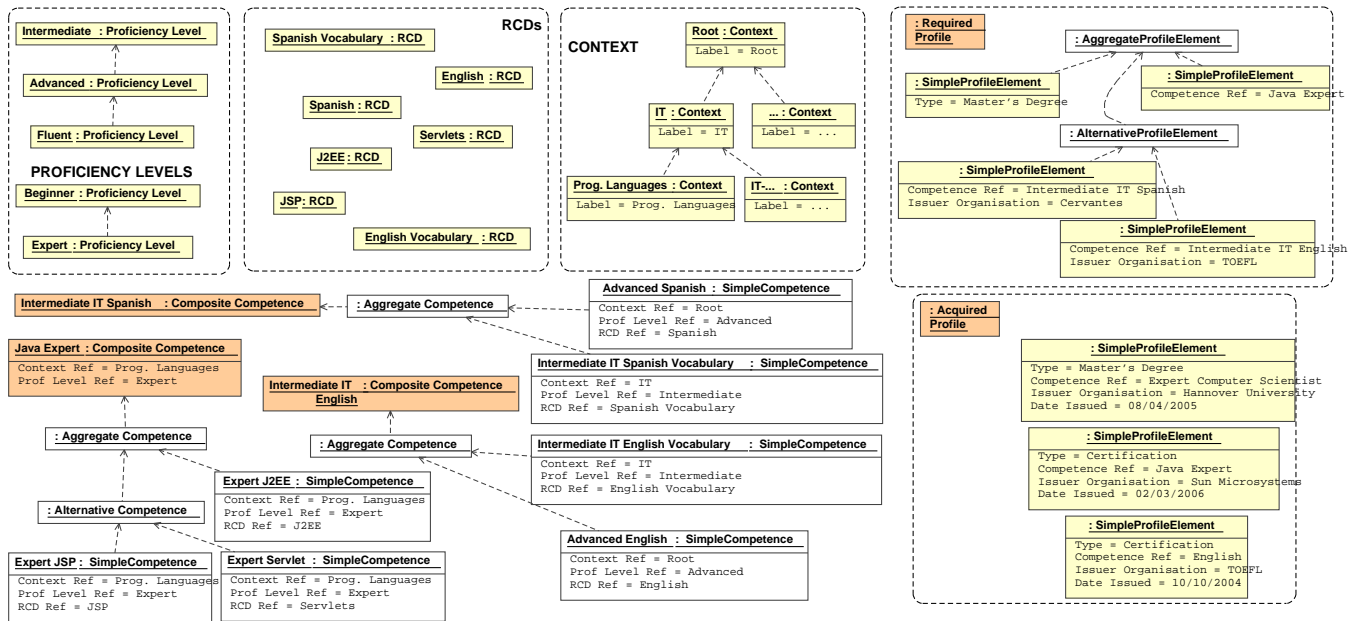 Intermediate : Proficiency Level
Advanced : Proficiency Level
Fluent : Proficiency Level
PROFICIENCY LEVELS
Beginner : Proficiency Level
Expert : Proficiency Level
RCDs
Spanish Vocabulary : RCD
English : RCD
Spanish : RCD
Servlets : RCD
J2EE : RCD
JSP: RCD
English Vocabulary : RCD
CONTEXT
Root : Context
Label = Root
IT : Context
Label = IT
... : Context
Label = ...
Prog. Languages : Context
Label = Prog. Languages
IT-... : Context
Label = ...
: Required
Profile
: AggregateProfileElement
: SimpleProfileElement
Type = Master's Degree
: SimpleProfileElement
Competence Ref = Java Expert
: AlternativeProfileElement
: SimpleProfileElement
Competence Ref = Intermediate IT Spanish
Issuer Organisation = Cervantes
: SimpleProfileElement
Competence Ref = Intermediate IT English
Issuer Organisation = TOEFL
Intermediate IT Spanish : Composite Competence
: Aggregate Competence
Advanced Spanish : SimpleCompetence
Context Ref = Root
Prof Level Ref = Advanced
RCD Ref = Spanish
Java Expert : Composite Competence
Context Ref = Prog. Languages
Prof Level Ref = Expert
Intermediate IT Spanish Vocabulary : SimpleCompetence
Context Ref = IT
Prof Level Ref = Intermediate
RCD Ref = Spanish Vocabulary
Intermediate IT : Composite Competence
English
: Aggregate Competence
: Aggregate Competence
Intermediate IT English Vocabulary : SimpleCompetence
Context Ref = IT
Prof Level Ref = Intermediate
RCD Ref = English Vocabulary
Expert J2EE : SimpleCompetence
Context Ref = Prog. Languages
Prof Level Ref = Expert
RCD Ref = J2EE
: Alternative Competence
Advanced English : SimpleCompetence
Context Ref = Root
Prof Level Ref = Advanced
RCD Ref = English
Expert JSP : SimpleCompetence
Context Ref = Prog. Languages
Prof Level Ref = Expert
RCD Ref = JSP
Expert Servlet : SimpleCompetence
Context Ref = Prog. Languages
Prof Level Ref = Expert
RCD Ref = Servlets
: Acquired
Profile
: SimpleProfileElement
Type = Master's Degree
Competence Ref = Expert Computer Scientist
Issuer Organisation = Hannover University
Date Issued = 08/04/2005
: SimpleProfileElement
Type = Certification
Competence Ref = Java Expert
Issuer Organisation = Sun Microsystems
Date Issued = 02/03/2006
: SimpleProfileElement
Type = Certification
Competence Ref = English
Issuer Organisation = TOEFL
Date Issued = 10/10/2004